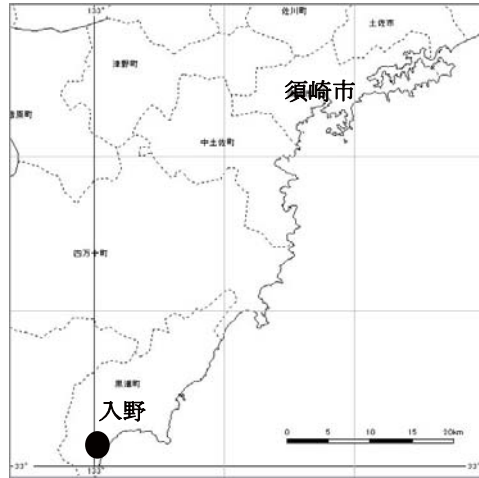 133°
佐川町
土佐市
津野町
須崎市
梼原町
中土佐町
四万十町
黒潮町
入野
0 5 10 15 20km
33°
133°
33°